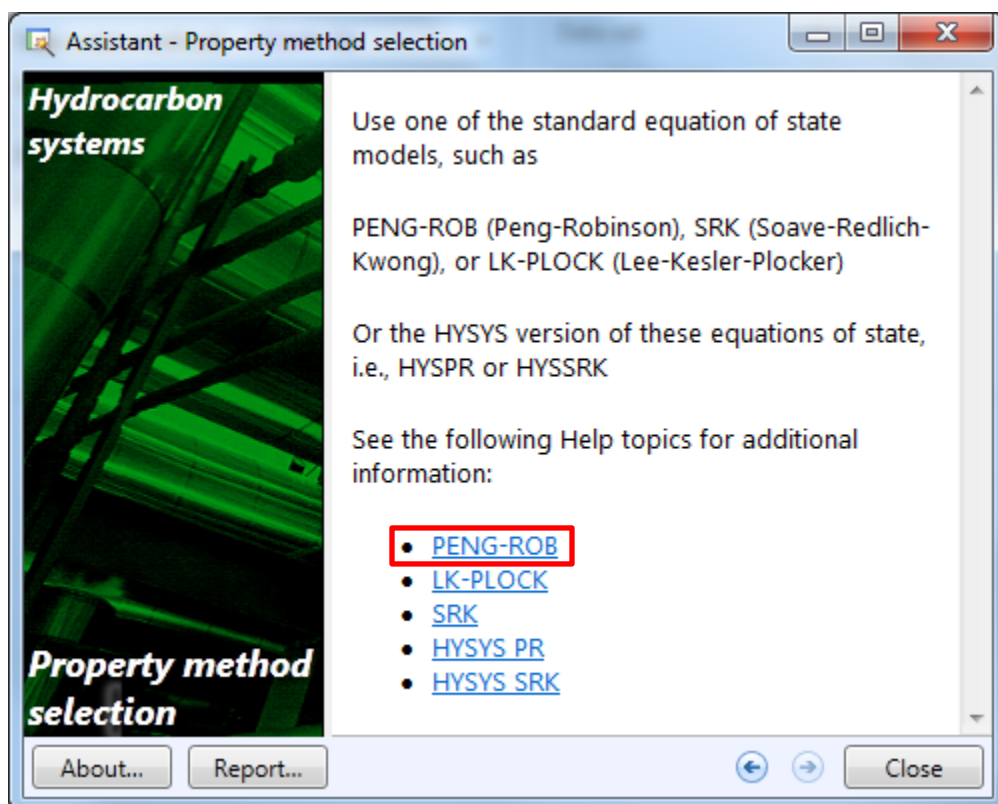 Assistant - Property method selection
Hydrocarbon
systems
Use one of the standard equation of state
models, such as
PENG-ROB (Peng-Robinson), SRK (Soave-Redlich-
Kwong), or LK-PLOCK (Lee-Kesler-Plocker)
Or the HYSYS version of these equations of state,
i.e., HYSPR or HYSSRK
See the following Help topics for additional
information:
• PENG-ROB
• LK-PLOCK
• SRK
• HYSYS PR
• HYSYS SRK
Property method
selection
About...
Report...
Close